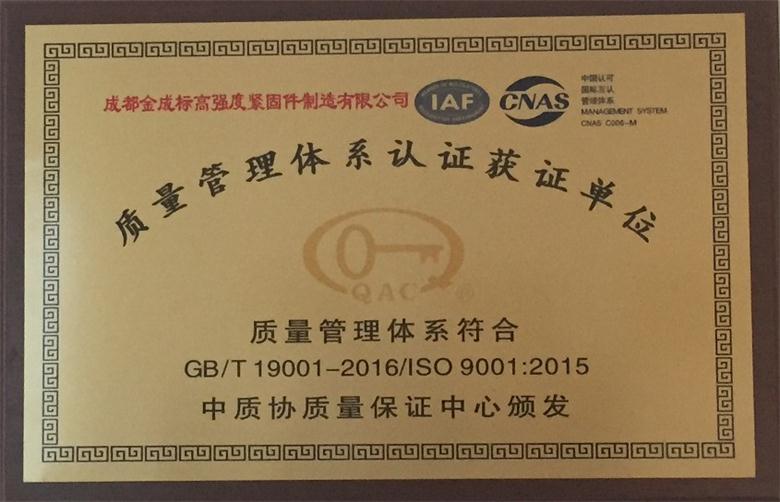 成都金成标高强度紧固件制造有限公司
IAF
CNAS
中国认可
国际互认
管理体系
MANAGEMENT SYSTEM
CNAS C006-M
质量管理体系认证获证单位
QAC ®
质量管理体系符合
GB/T 19001-2016/ISO 9001:2015
中质协质量保证中心颁发